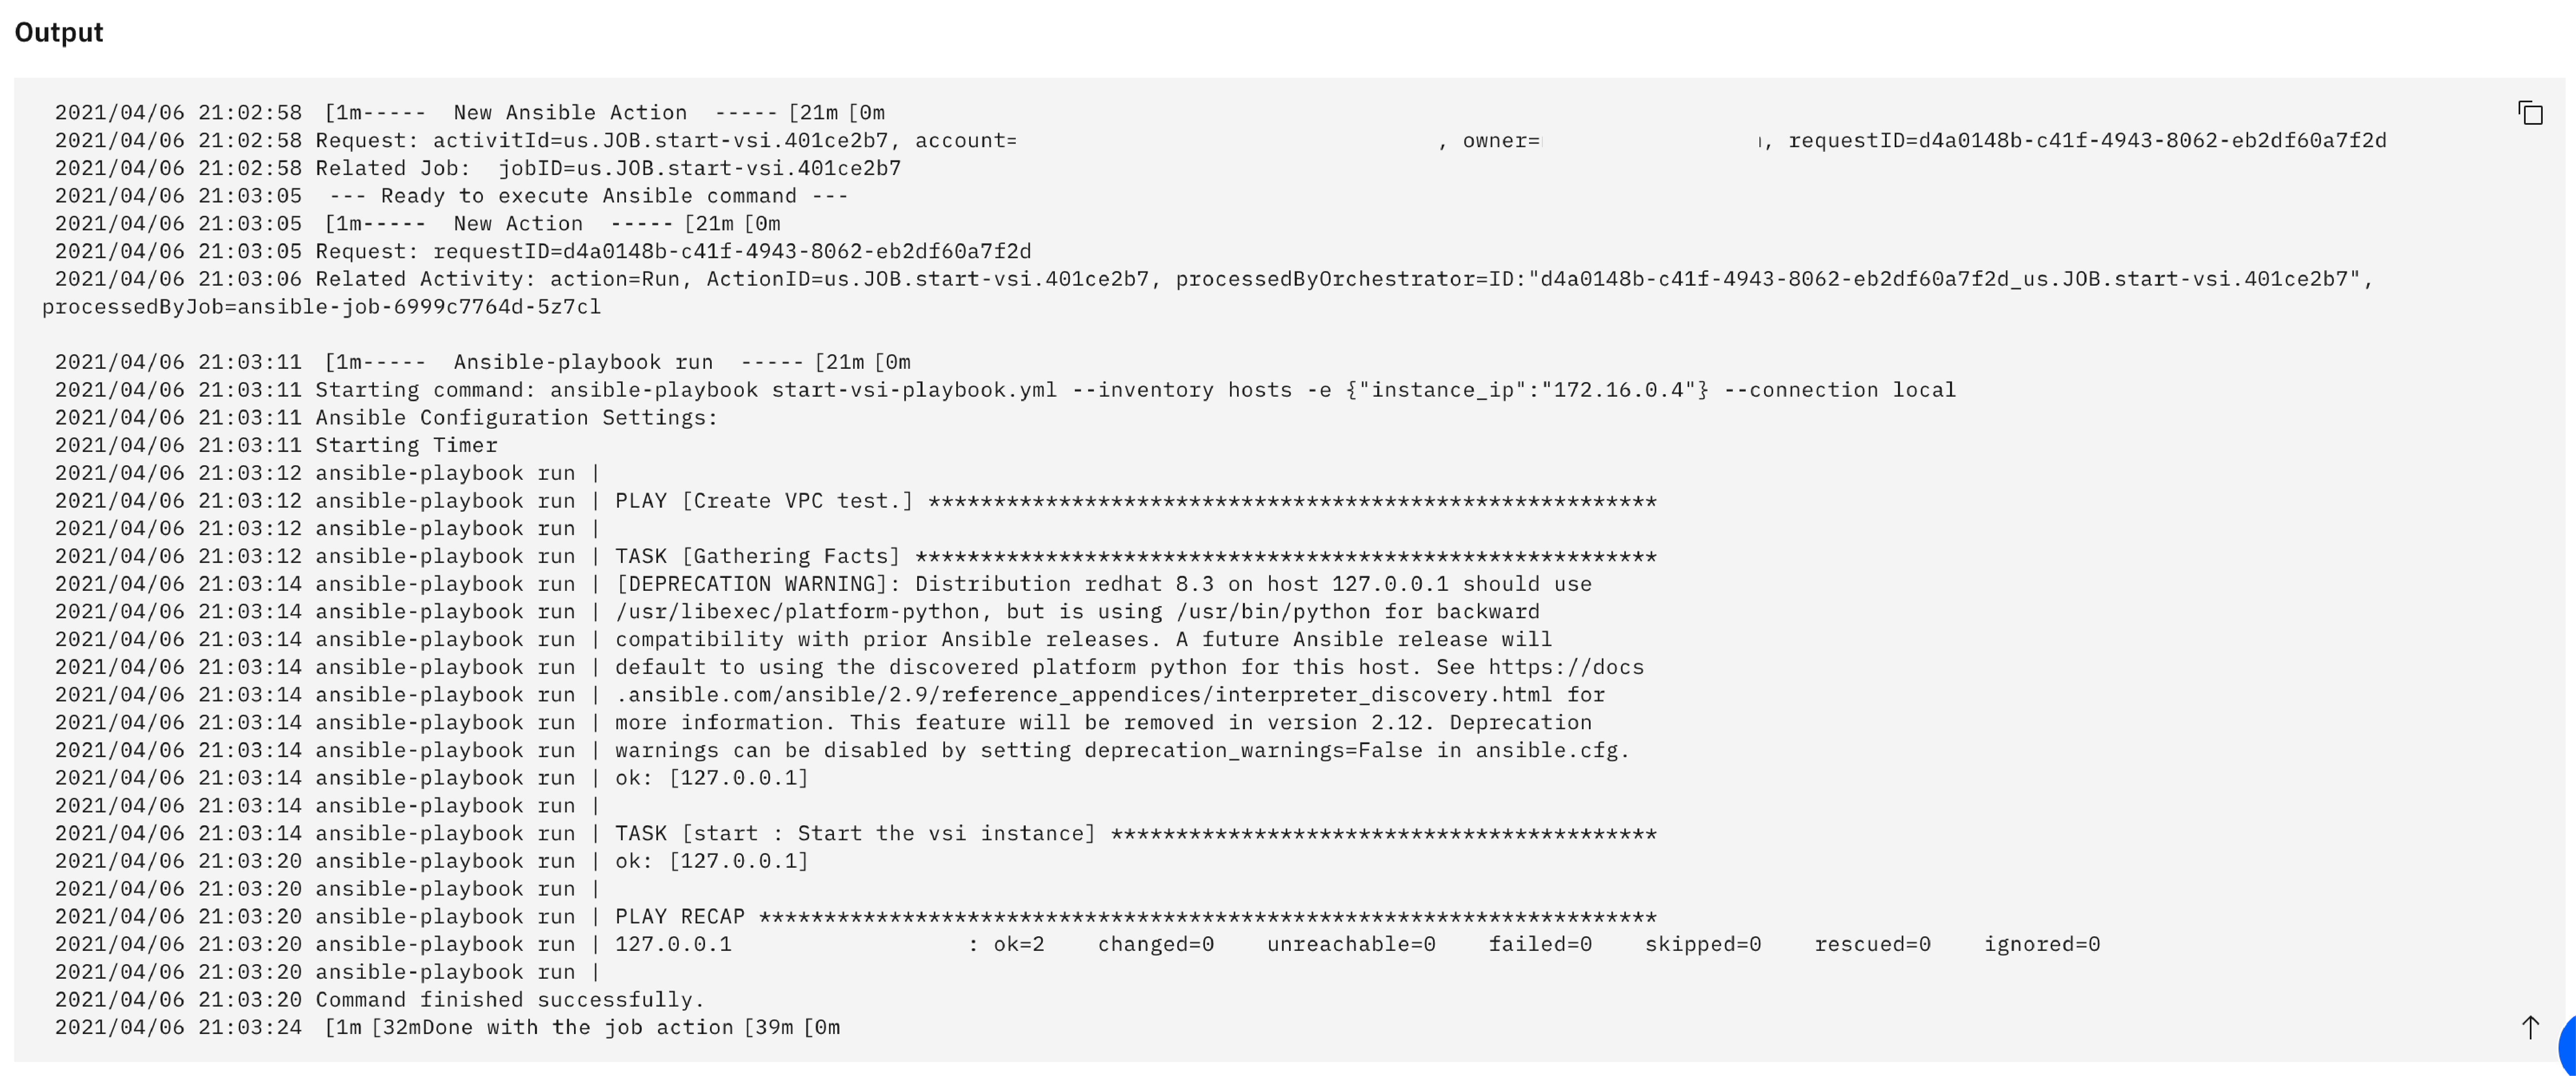 Output
2021/04/06 21:02:58  [1m-----  New Ansible Action  ----- [21m [0m
2021/04/06 21:02:58 Request: activitId=us.JOB.start-vsi.401ce2b7, account= , owner= , requestID=d4a0148b-c41f-4943-8062-eb2df60a7f2d
2021/04/06 21:02:58 Related Job:  jobID=us.JOB.start-vsi.401ce2b7
2021/04/06 21:03:05  --- Ready to execute Ansible command ---
2021/04/06 21:03:05  [1m-----  New Action  ----- [21m [0m
2021/04/06 21:03:05 Request: requestID=d4a0148b-c41f-4943-8062-eb2df60a7f2d
2021/04/06 21:03:06 Related Activity: action=Run, ActionID=us.JOB.start-vsi.401ce2b7, processedByOrchestrator=ID:"d4a0148b-c41f-4943-8062-eb2df60a7f2d_us.JOB.start-vsi.401ce2b7",
processedByJob=ansible-job-6999c7764d-5z7cl
2021/04/06 21:03:11  [1m-----  Ansible-playbook run  ----- [21m [0m
2021/04/06 21:03:11 Starting command: ansible-playbook start-vsi-playbook.yml --inventory hosts -e {"instance_ip":"172.16.0.4"} --connection local
2021/04/06 21:03:11 Ansible Configuration Settings:
2021/04/06 21:03:11 Starting Timer
2021/04/06 21:03:12 ansible-playbook run |
2021/04/06 21:03:12 ansible-playbook run | PLAY [Create VPC test.] ********************************************************
2021/04/06 21:03:12 ansible-playbook run |
2021/04/06 21:03:12 ansible-playbook run | TASK [Gathering Facts] *********************************************************
2021/04/06 21:03:14 ansible-playbook run | [DEPRECATION WARNING]: Distribution redhat 8.3 on host 127.0.0.1 should use
2021/04/06 21:03:14 ansible-playbook run | /usr/libexec/platform-python, but is using /usr/bin/python for backward
2021/04/06 21:03:14 ansible-playbook run | compatibility with prior Ansible releases. A future Ansible release will
2021/04/06 21:03:14 ansible-playbook run | default to using the discovered platform python for this host. See https://docs
2021/04/06 21:03:14 ansible-playbook run | .ansible.com/ansible/2.9/reference_appendices/interpreter_discovery.html for
2021/04/06 21:03:14 ansible-playbook run | more information. This feature will be removed in version 2.12. Deprecation
2021/04/06 21:03:14 ansible-playbook run | warnings can be disabled by setting deprecation_warnings=False in ansible.cfg.
2021/04/06 21:03:14 ansible-playbook run | ok: [127.0.0.1]
2021/04/06 21:03:14 ansible-playbook run |
2021/04/06 21:03:14 ansible-playbook run | TASK [start : Start the vsi instance] ******************************************
2021/04/06 21:03:20 ansible-playbook run | ok: [127.0.0.1]
2021/04/06 21:03:20 ansible-playbook run |
2021/04/06 21:03:20 ansible-playbook run | PLAY RECAP *********************************************************************
2021/04/06 21:03:20 ansible-playbook run | 127.0.0.1                  : ok=2    changed=0    unreachable=0    failed=0    skipped=0    rescued=0    ignored=0
2021/04/06 21:03:20 ansible-playbook run |
2021/04/06 21:03:20 Command finished successfully.
2021/04/06 21:03:24  [1m [32mDone with the job action [39m [0m